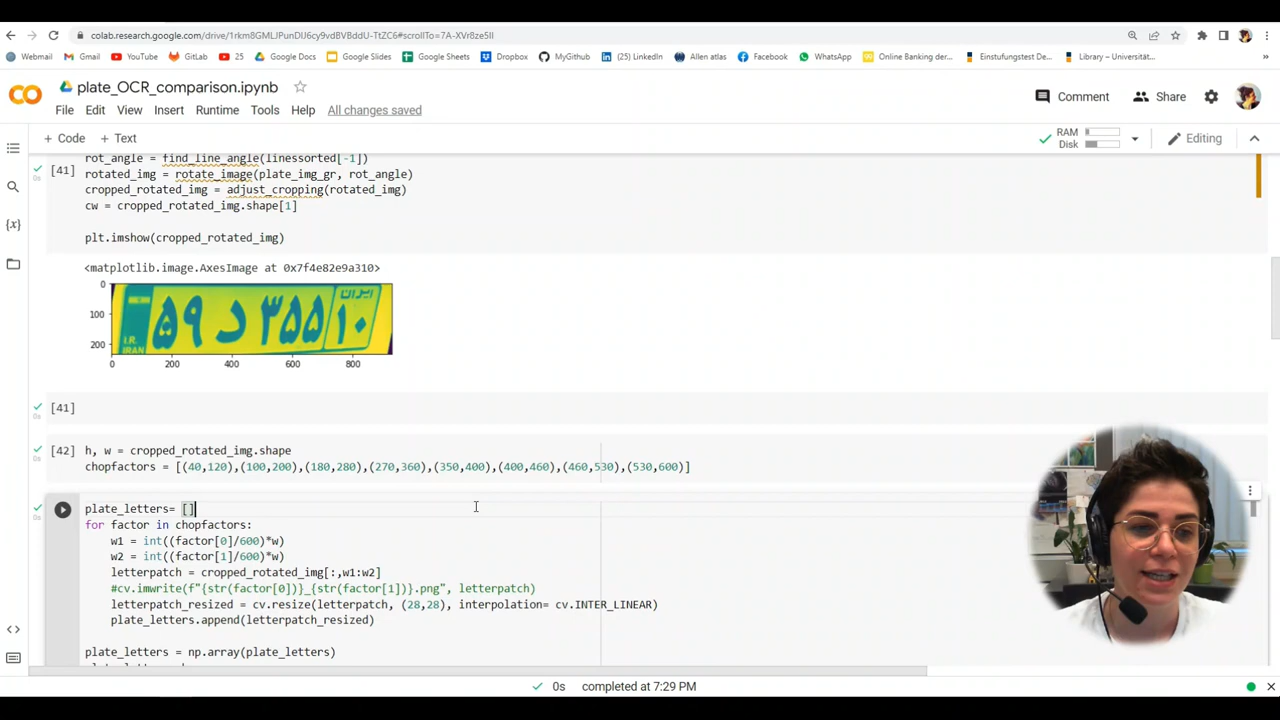 colab.research.google.com/drive/1rkm8GMLJPunDIJ6cy9vdBVBddU-TtZC6#scrollTo=7A-XVr8ze5II
Webmail
Gmail
YouTube
GitLab
25
Google Docs
Google Slides
Google Sheets
Dropbox
MyGithub
(25) LinkedIn
Allen atlas
Facebook
WhatsApp
Online Banking der...
Einstufungstest De...
Library – Universität...
plate_OCR_comparison.ipynb
Comment
Share
File Edit View Insert Runtime Tools Help All changes saved
+ Code + Text
RAM
Disk
Editing
rot_angle = find_line_angle(linessorted[-1])
[41]
rotated_img = rotate_image(plate_img_gr, rot_angle)
cropped_rotated_img = adjust_cropping(rotated_img)
cw = cropped_rotated_img.shape[1]
plt.imshow(cropped_rotated_img)
<matplotlib.image.AxesImage at 0x7f4e82e9a310>
0
100
200
I.R.
IRAN
۵۹ د ۳۵۵
ایران
۱۰
0 200 400 600 800
[41]
[42] h, w = cropped_rotated_img.shape
chopfactors = [(40,120),(100,200),(180,280),(270,360),(350,400),(400,460),(460,530),(530,600)]
plate_letters= []
for factor in chopfactors:
w1 = int((factor[0]/600)*w)
w2 = int((factor[1]/600)*w)
letterpatch = cropped_rotated_img[:,w1:w2]
#cv.imwrite(f"{str(factor[0])}_{str(factor[1])}.png", letterpatch)
letterpatch_resized = cv.resize(letterpatch, (28,28), interpolation= cv.INTER_LINEAR)
plate_letters.append(letterpatch_resized)
plate_letters = np.array(plate_letters)
0s completed at 7:29 PM